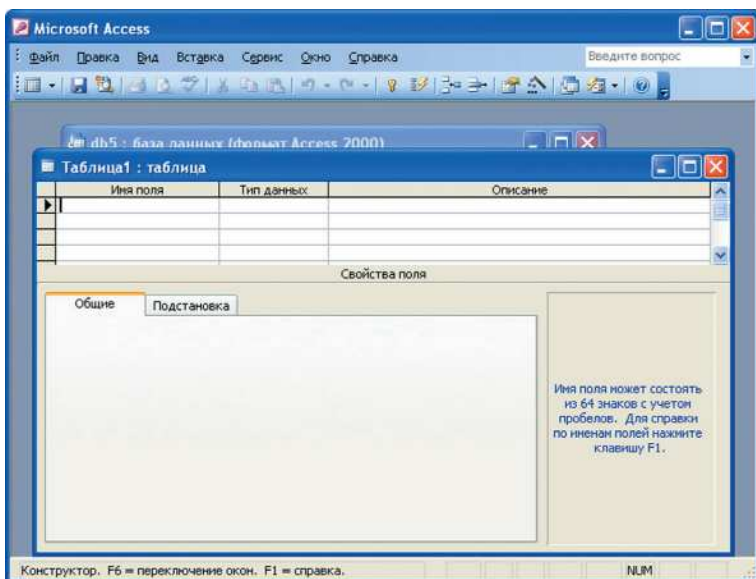 Microsoft Access
Файл Правка Вид Вставка Сервис Окно Справка Введите вопрос
db5 : база данных (формат Access 2000)
Таблица1 : таблица
Имя поля Тип данных Описание
Свойства поля
Общие Подстановка
Имя поля может состоять
из 64 знаков с учетом
пробелов. Для справки
по именам полей нажмите
клавишу F1.
Конструктор. F6 = переключение окон. F1 = справка. NUM